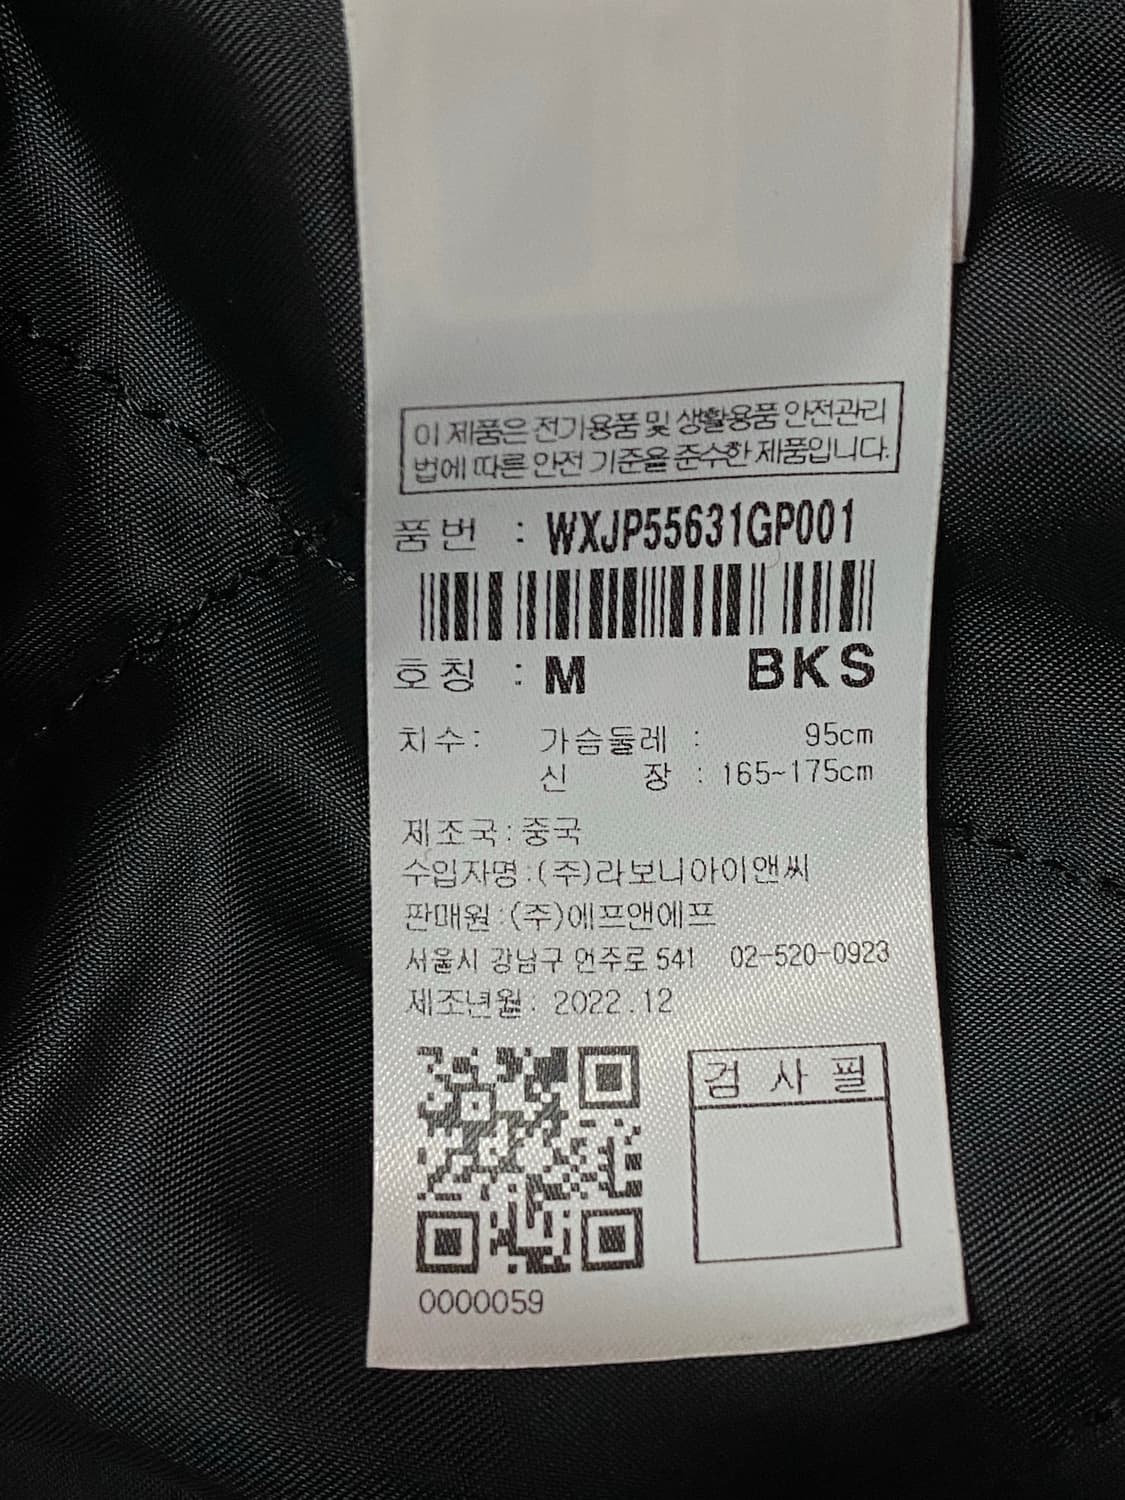 이 제품은 전기용품 및 생활용품 안전관리
법에 따른 안전 기준을 준수한 제품입니다.
품번 : WXJP55631GP001
호칭 : M BKS
치수: 가슴둘레 : 95cm
신 장 : 165~175cm
제조국:중국
수입자명:(주)라보니아이앤씨
판매원:(주)에프앤에프
서울시 강남구 언주로 541 02-520-0923
제조년월: 2022.12
검 사 필
0000059